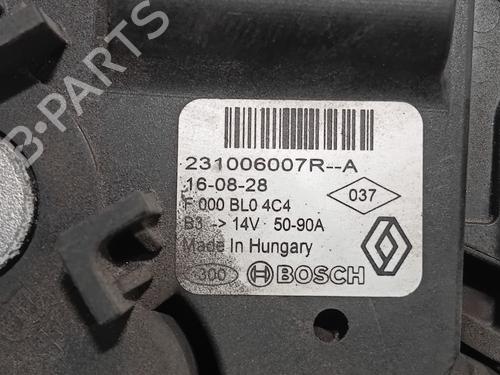 231006007R--A
16-08-28
F 000 BL0 4C4
037
B3 -> 14V 50-90A
Made In Hungary
300
BOSCH
B-PARTS